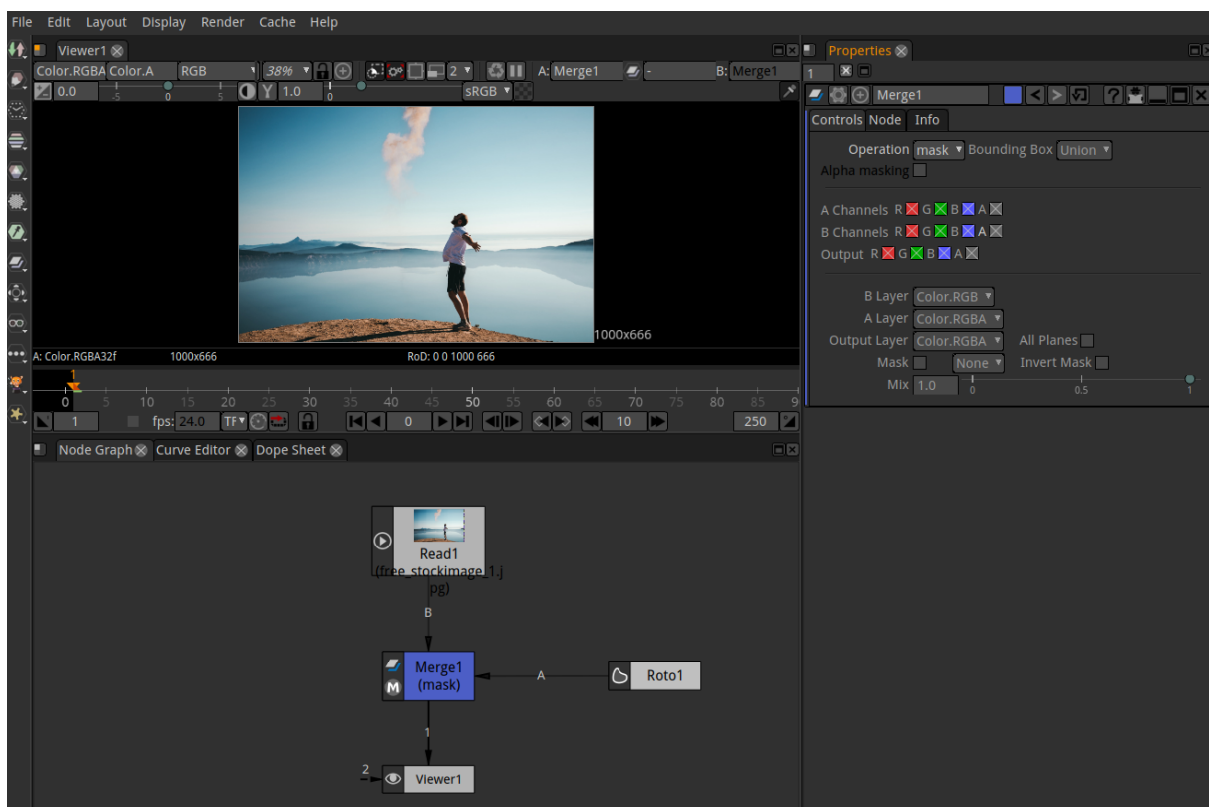 File Edit Layout Display Render Cache Help
Viewer1
Color.RGBA Color.A RGB 38% 2 A: Merge1 - B: Merge1
0.0 -5 0 5 Y 1.0 0 sRGB
1000x666
A: Color.RGBA32f 1000x666 RoD: 0 0 1000 666
1
0 5 10 15 20 25 30 35 40 45 50 55 60 65 70 75 80 85 9
1 fps: 24.0 TF 0 10 250
Node Graph Curve Editor Dope Sheet
Read1
(free_stockimage_1.j
pg)
B
Merge1
(mask)
M
A
Roto1
1
2
Viewer1
Properties
1
Merge1 < > ?
Controls Node Info
Operation mask Bounding Box Union
Alpha masking
A Channels R G B A
B Channels R G B A
Output R G B A
B Layer Color.RGB
A Layer Color.RGBA
Output Layer Color.RGBA All Planes
Mask None Invert Mask
Mix 1.0 0 0.5 1